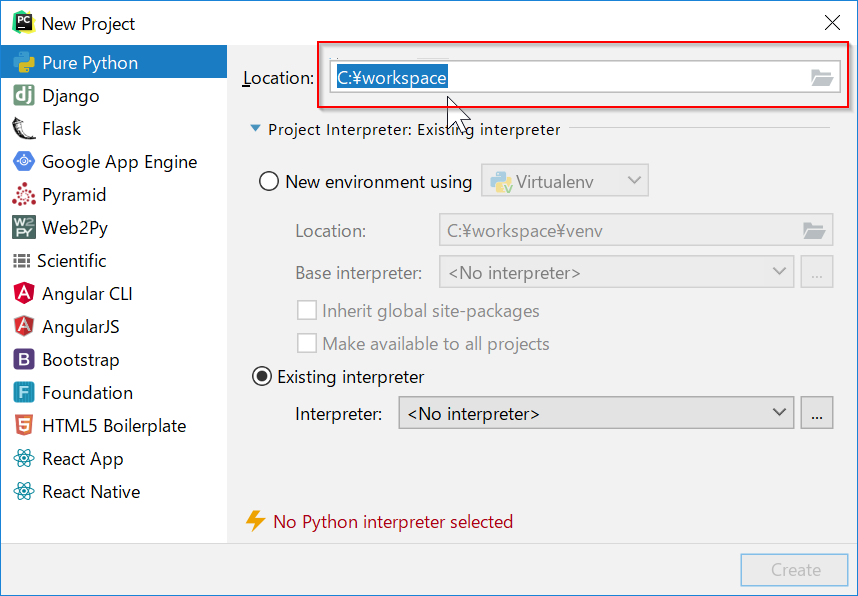 New Project
Pure Python
Django
Flask
Google App Engine
Pyramid
Web2Py
Scientific
Angular CLI
AngularJS
Bootstrap
Foundation
HTML5 Boilerplate
React App
React Native
Location: C:¥workspace
Project Interpreter: Existing interpreter
New environment using Virtualenv
Location: C:¥workspace¥venv
Base interpreter: <No interpreter> ...
Inherit global site-packages
Make available to all projects
Existing interpreter
Interpreter: <No interpreter> ...
No Python interpreter selected
Create